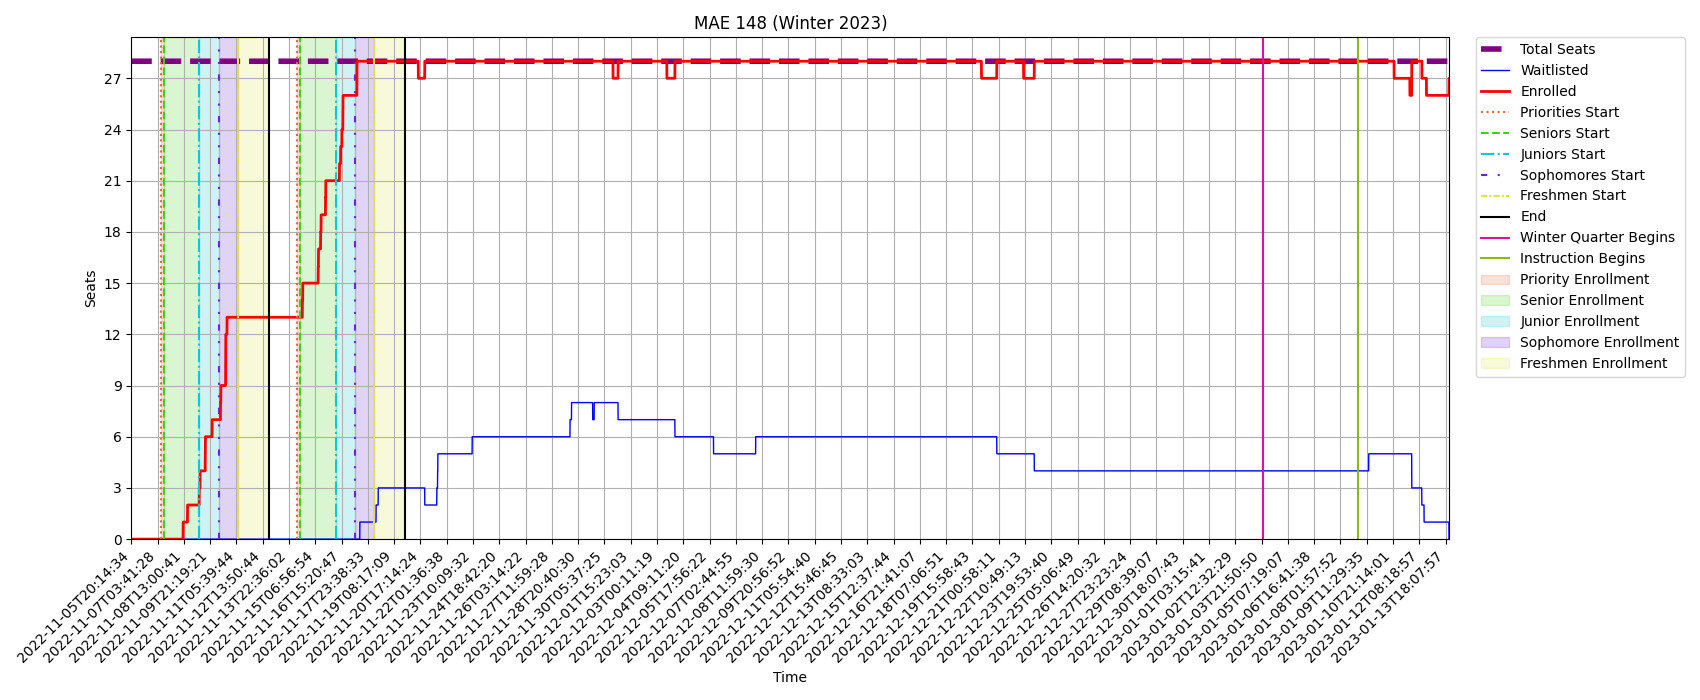 MAE 148 (Winter 2023)
Seats
27
24
21
18
15
12
9
6
3
0
2022-11-05T20:14:34
2022-11-07T03:41:28
2022-11-08T13:00:41
2022-11-09T21:19:21
2022-11-11T05:39:44
2022-11-12T13:50:44
2022-11-13T22:36:02
2022-11-15T06:56:54
2022-11-16T15:20:47
2022-11-17T23:38:33
2022-11-19T08:17:09
2022-11-20T17:14:24
2022-11-22T01:36:38
2022-11-23T10:09:32
2022-11-24T18:42:20
2022-11-26T03:14:22
2022-11-27T11:59:28
2022-11-28T20:40:30
2022-11-30T05:37:25
2022-12-01T15:23:03
2022-12-03T00:11:19
2022-12-04T09:11:20
2022-12-05T17:56:22
2022-12-07T02:44:55
2022-12-08T11:59:30
2022-12-09T20:56:52
2022-12-11T05:54:40
2022-12-12T15:46:45
2022-12-13T08:33:03
2022-12-15T12:37:44
2022-12-16T21:41:07
2022-12-18T07:06:51
2022-12-19T15:58:43
2022-12-21T00:58:11
2022-12-22T10:49:13
2022-12-23T19:53:40
2022-12-25T05:06:49
2022-12-26T14:20:32
2022-12-27T23:23:24
2022-12-29T08:39:07
2022-12-30T18:07:43
2023-01-01T03:15:41
2023-01-02T12:32:29
2023-01-03T21:50:50
2023-01-05T07:19:07
2023-01-06T16:41:38
2023-01-08T01:57:52
2023-01-09T11:29:35
2023-01-10T21:14:01
2023-01-12T08:18:57
2023-01-13T18:07:57
Time
Total Seats
Waitlisted
Enrolled
Priorities Start
Seniors Start
Juniors Start
Sophomores Start
Freshmen Start
End
Winter Quarter Begins
Instruction Begins
Priority Enrollment
Senior Enrollment
Junior Enrollment
Sophomore Enrollment
Freshmen Enrollment